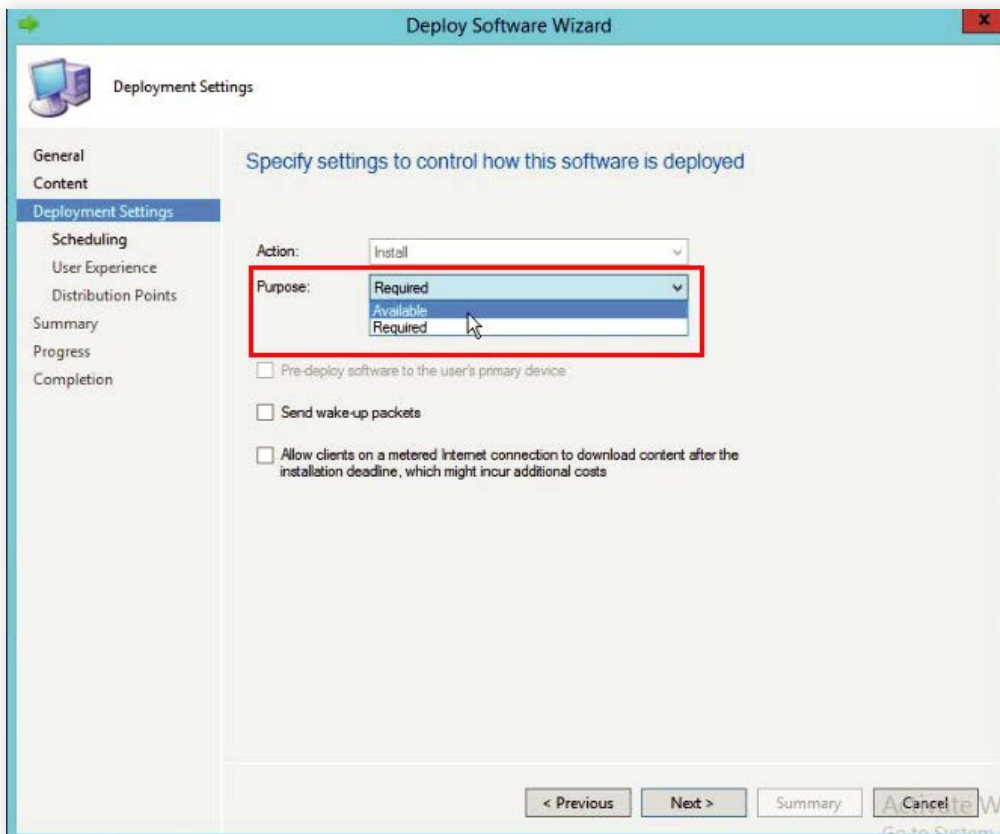 Deploy Software Wizard
x
Deployment Settings
General
Content
Deployment Settings
Scheduling
User Experience
Distribution Points
Summary
Progress
Completion
Specify settings to control how this software is deployed
Action: Install
Purpose: Required
Available
Required
Pre-deploy software to the user's primary device
Send wake-up packets
Allow clients on a metered Internet connection to download content after the
installation deadline, which might incur additional costs
< Previous Next > Summary Cancel